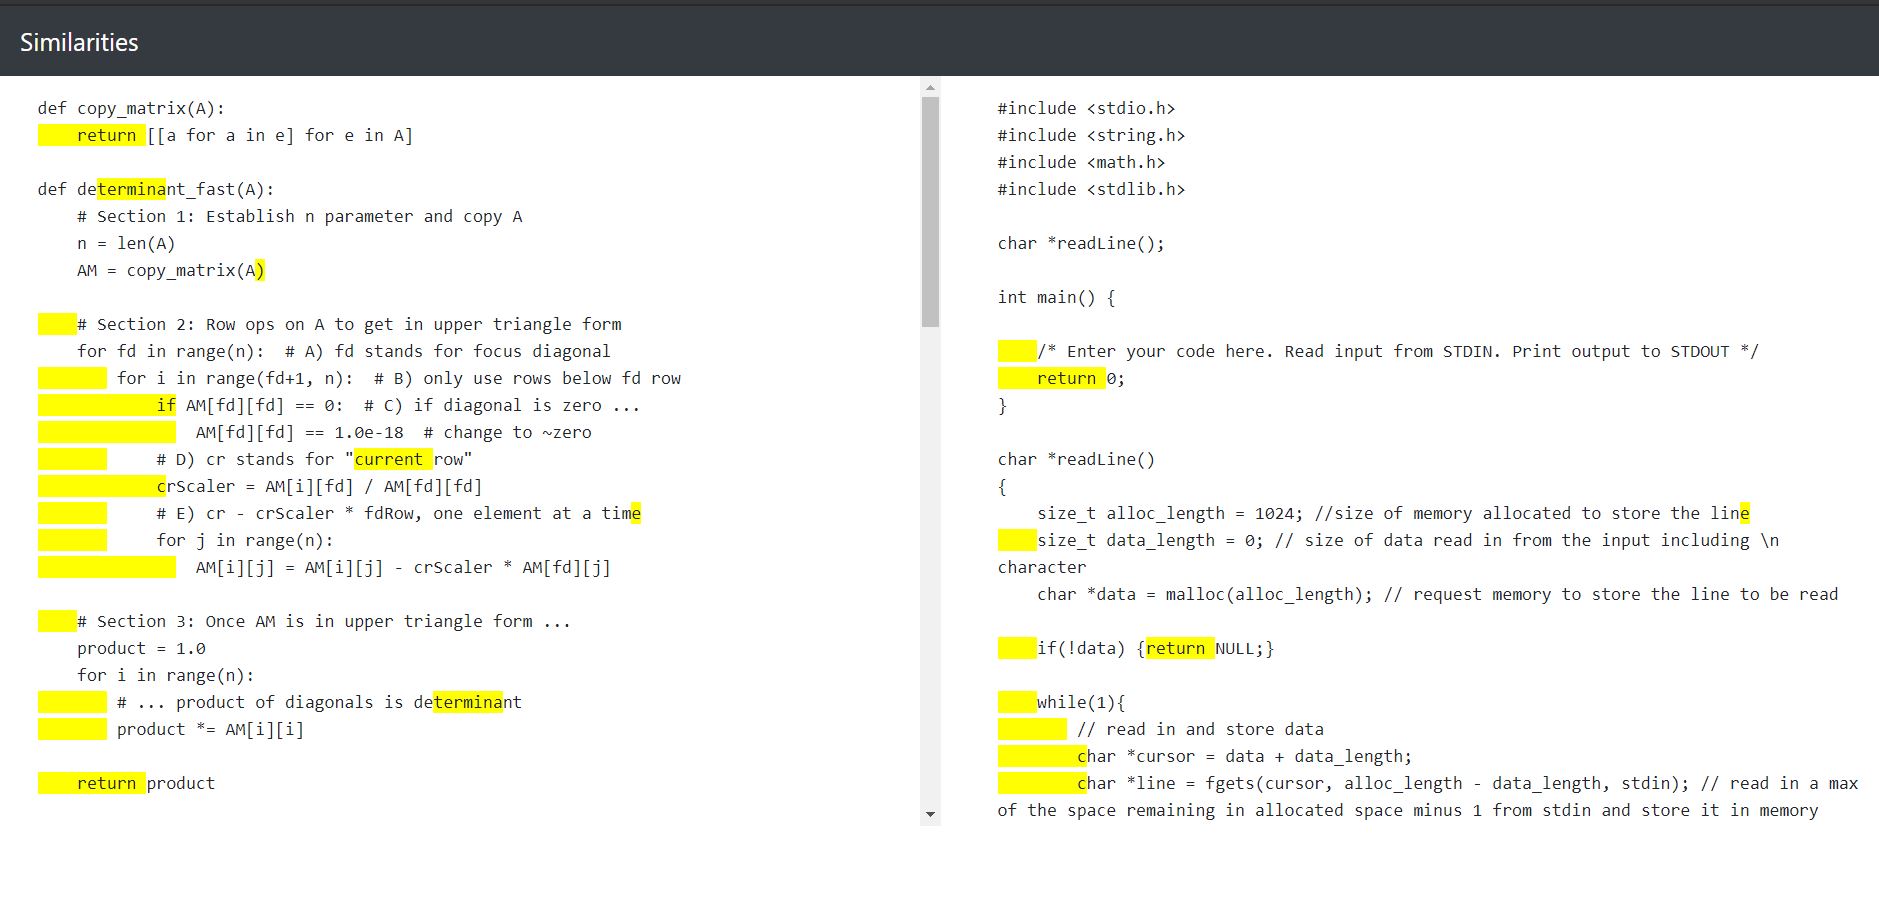 Similarities
def copy_matrix(A):
    return [[a for a in e] for e in A]
def determinant_fast(A):
    # Section 1: Establish n parameter and copy A
    n = len(A)
    AM = copy_matrix(A)
    # Section 2: Row ops on A to get in upper triangle form
    for fd in range(n):  # A) fd stands for focus diagonal
        for i in range(fd+1, n):  # B) only use rows below fd row
            if AM[fd][fd] == 0:  # C) if diagonal is zero ...
                AM[fd][fd] == 1.0e-18  # change to ~zero
            # D) cr stands for "current row"
            crScaler = AM[i][fd] / AM[fd][fd]
            # E) cr - crScaler * fdRow, one element at a time
            for j in range(n):
                AM[i][j] = AM[i][j] - crScaler * AM[fd][j]
    # Section 3: Once AM is in upper triangle form ...
    product = 1.0
    for i in range(n):
        # ... product of diagonals is determinant
        product *= AM[i][i]
    return product
#include <stdio.h>
#include <string.h>
#include <math.h>
#include <stdlib.h>
char *readLine();
int main() {
    /* Enter your code here. Read input from STDIN. Print output to STDOUT */
    return 0;
}
char *readLine()
{
    size_t alloc_length = 1024; //size of memory allocated to store the line
    size_t data_length = 0; // size of data read in from the input including \n
character
    char *data = malloc(alloc_length); // request memory to store the line to be read
    if(!data) {return NULL;}
    while(1){
        // read in and store data
        char *cursor = data + data_length;
        char *line = fgets(cursor, alloc_length - data_length, stdin); // read in a max
of the space remaining in allocated space minus 1 from stdin and store it in memory